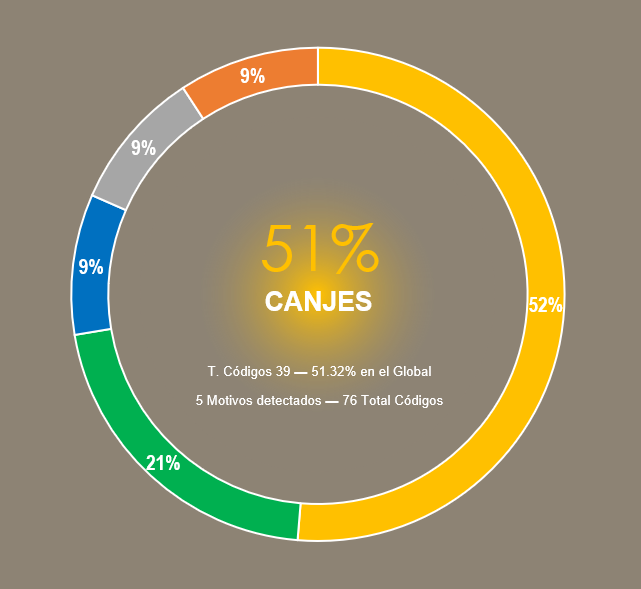 9%
9%
51%
CANJES
9%
52%
T. Códigos 39 — 51.32% en el Global
5 Motivos detectados — 76 Total Códigos
21%